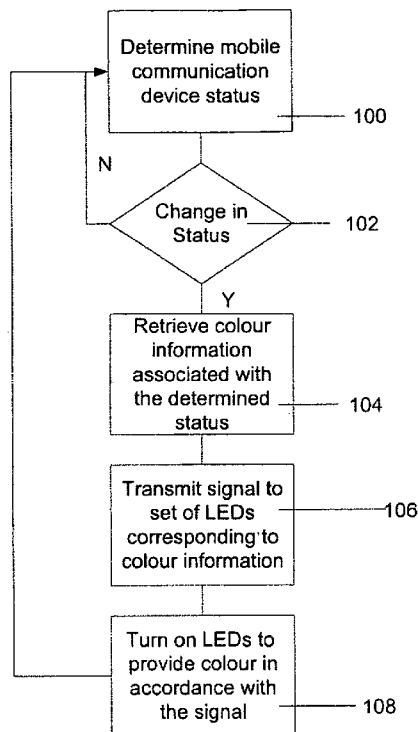 Determine mobile
communication
device status
100
N
Change in
Status
102
Y
Retrieve colour
information
associated with
the determined
status
104
Transmit signal to
set of LEDs
corresponding to
colour information
106
Turn on LEDs to
provide colour in
accordance with
the signal
108